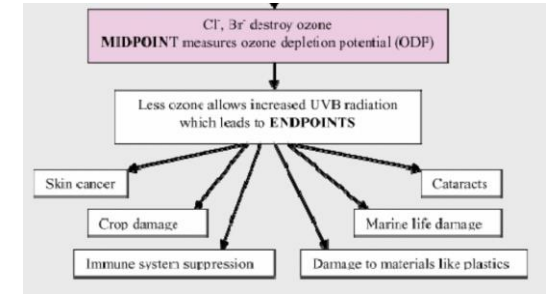 Cl-, Br- destroy ozone
MIDPOINT measures ozone depletion potential (ODP)
Less ozone allows increased UVB radiation
which leads to ENDPOINTS
Skin cancer
Cataracts
Crop damage
Marine life damage
Immune system suppression
Damage to materials like plastics